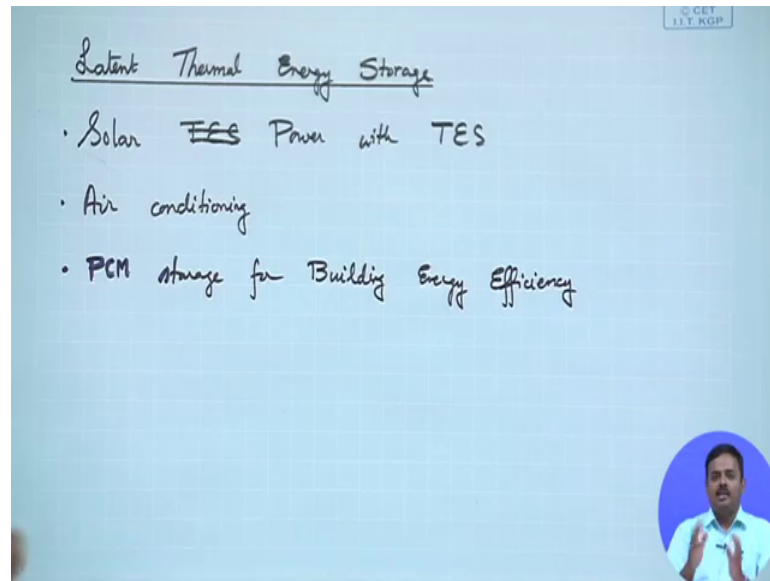 © CET
I.I.T. KGP
Latent Thermal Energy Storage
• Solar TES Power with TES
• Air conditioning
• PCM storage for Building Energy Efficiency